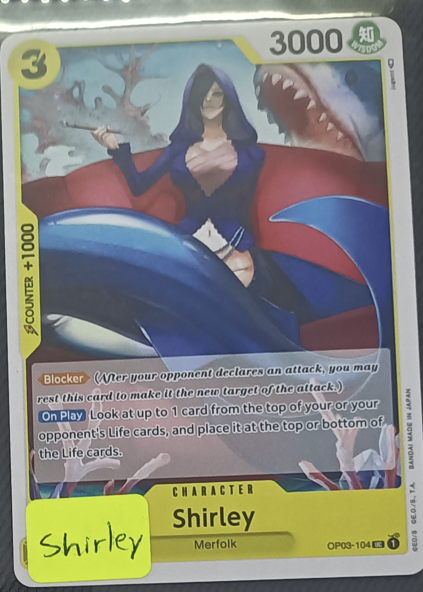 3
3000
知
WISDOM
COUNTER +1000
Blocker (After your opponent declares an attack, you may
rest this card to make it the new target of the attack.)
On Play Look at up to 1 card from the top of your or your
opponent's Life cards, and place it at the top or bottom of
the Life cards.
CHARACTER
Shirley
Merfolk
OP03-104 UC 1
BANDAI MADE IN JAPAN
Shirley